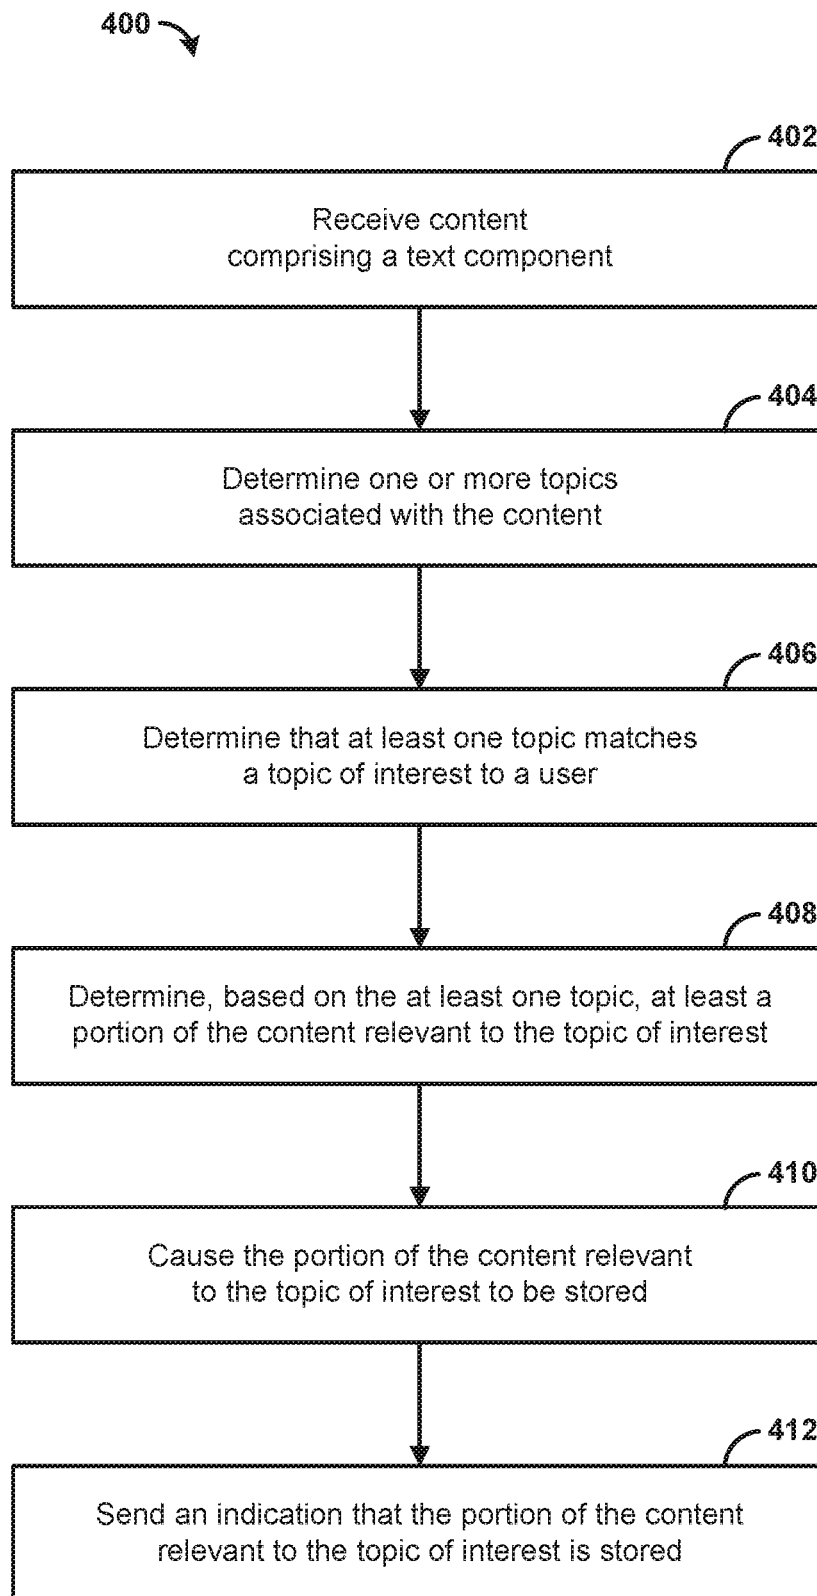 400
402
Receive content
comprising a text component
404
Determine one or more topics
associated with the content
406
Determine that at least one topic matches
a topic of interest to a user
408
Determine, based on the at least one topic, at least a
portion of the content relevant to the topic of interest
410
Cause the portion of the content relevant
to the topic of interest to be stored
412
Send an indication that the portion of the content
relevant to the topic of interest is stored